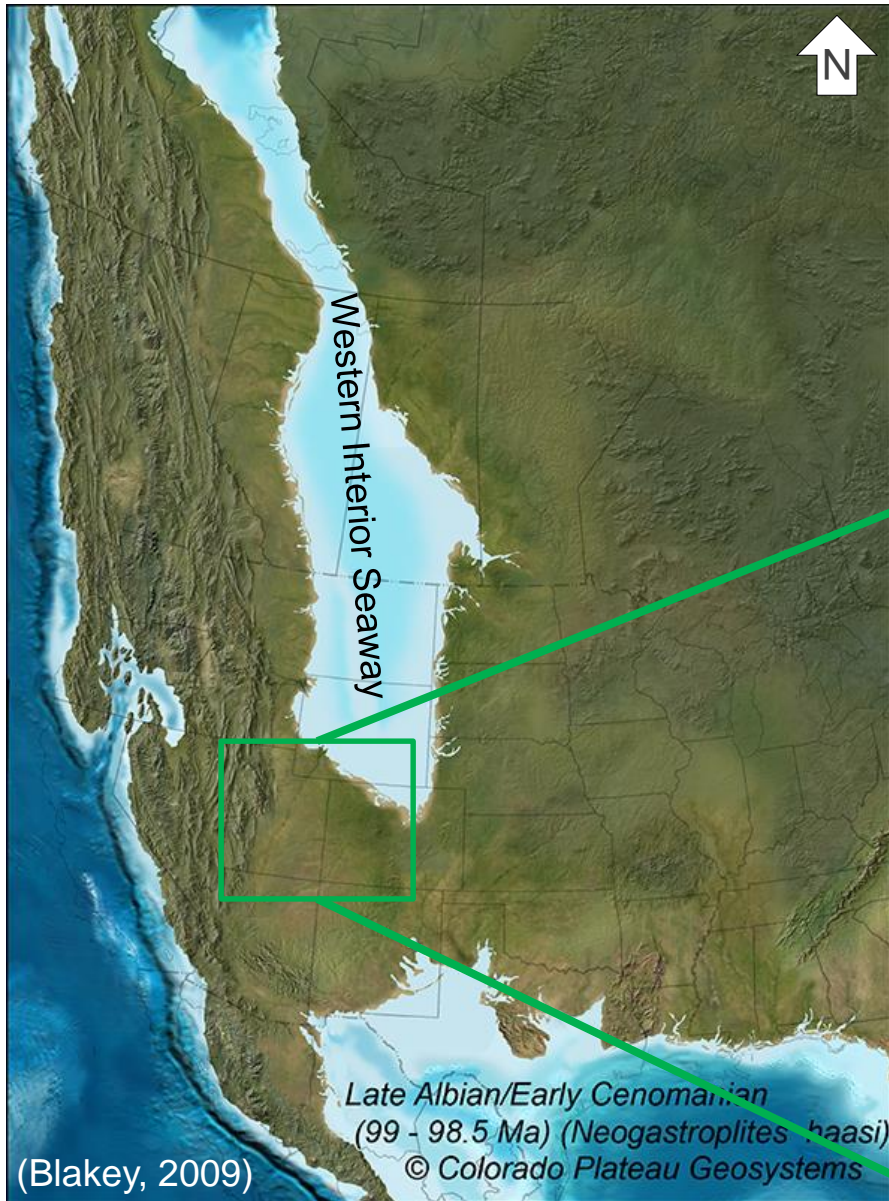 N
Western Interior Seaway
Late Albian/Early Cenomanian
(99 - 98.5 Ma) (Neogastroplites haasi)
© Colorado Plateau Geosystems
(Blakey, 2009)